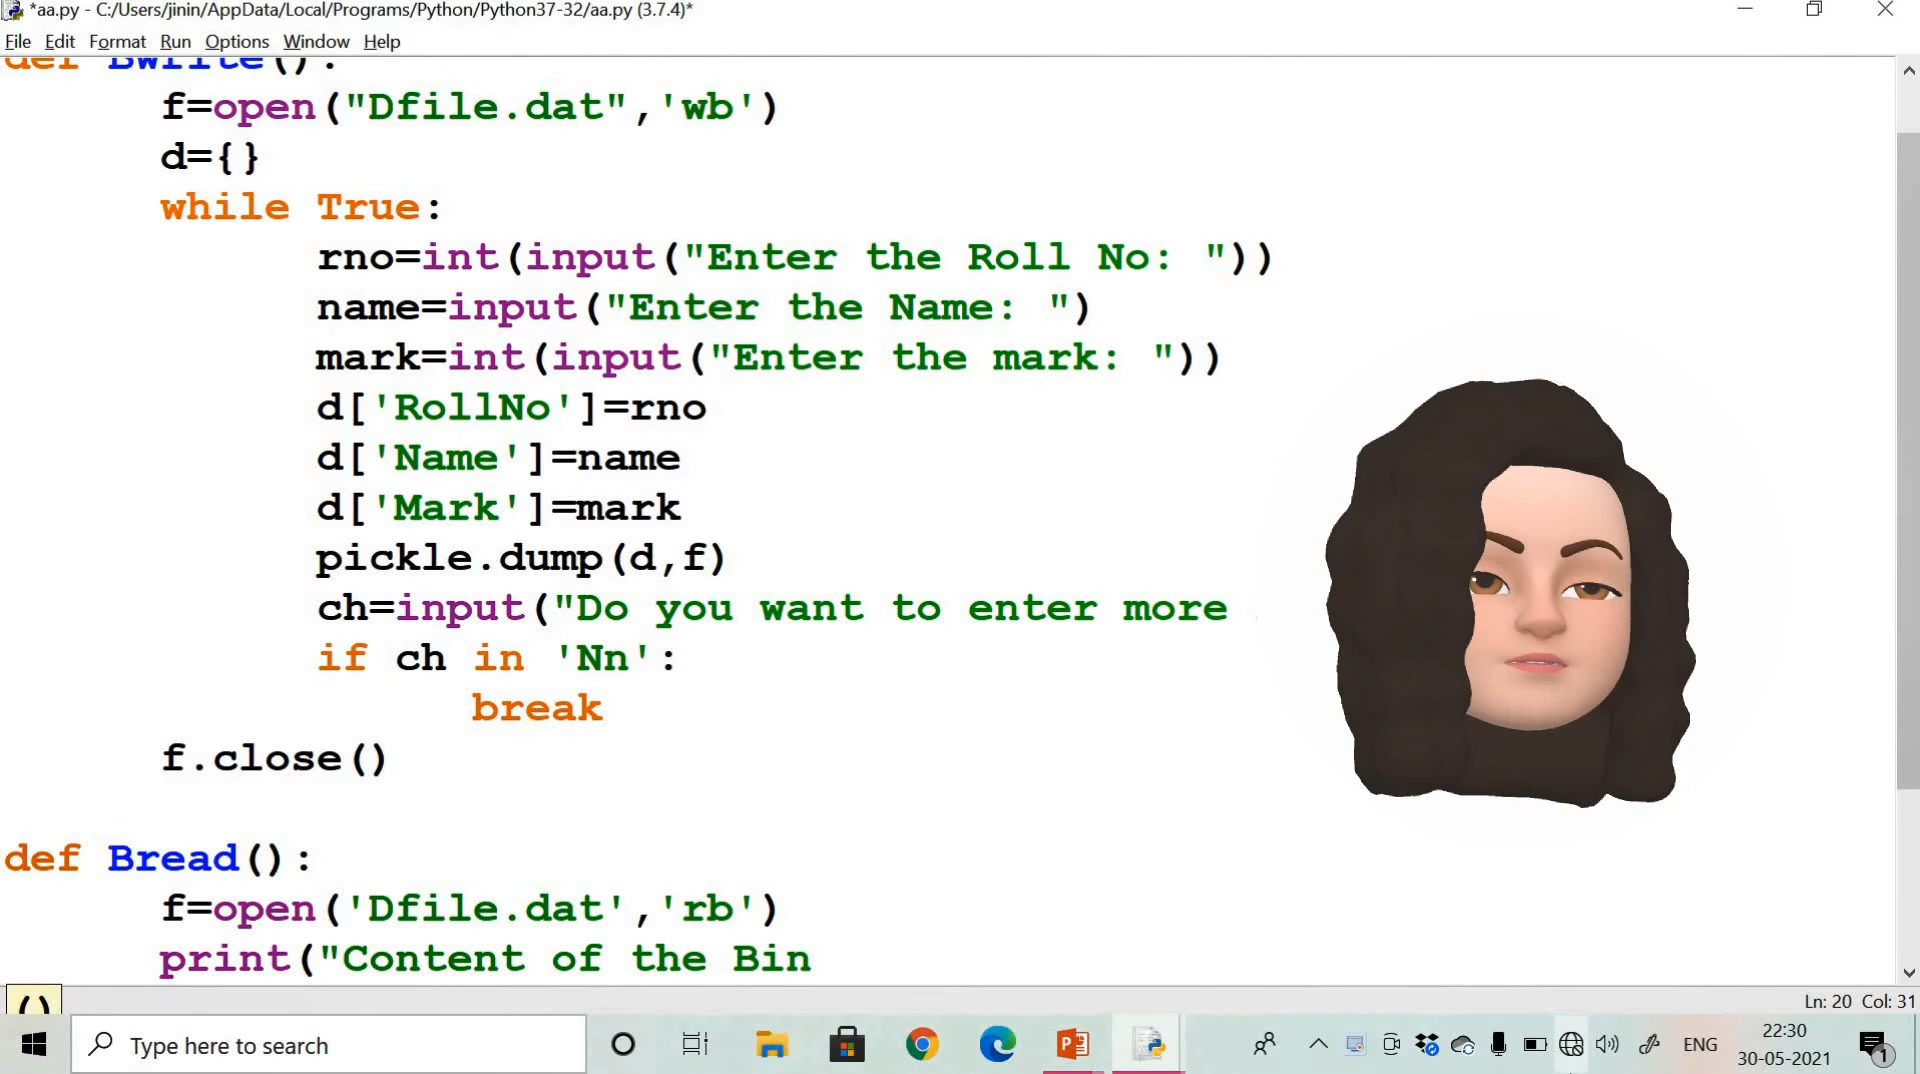 *aa.py - C:/Users/jinin/AppData/Local/Programs/Python/Python37-32/aa.py (3.7.4)*
File Edit Format Run Options Window Help
def Bwrite():
f=open("Dfile.dat",'wb')
d={}
while True:
rno=int(input("Enter the Roll No: "))
name=input("Enter the Name: ")
mark=int(input("Enter the mark: "))
d['RollNo']=rno
d['Name']=name
d['Mark']=mark
pickle.dump(d,f)
ch=input("Do you want to enter more
if ch in 'Nn':
break
f.close()
def Bread():
f=open('Dfile.dat','rb')
print("Content of the Bin
()
Ln: 20 Col: 31
Type here to search
ENG
22:30
30-05-2021
1